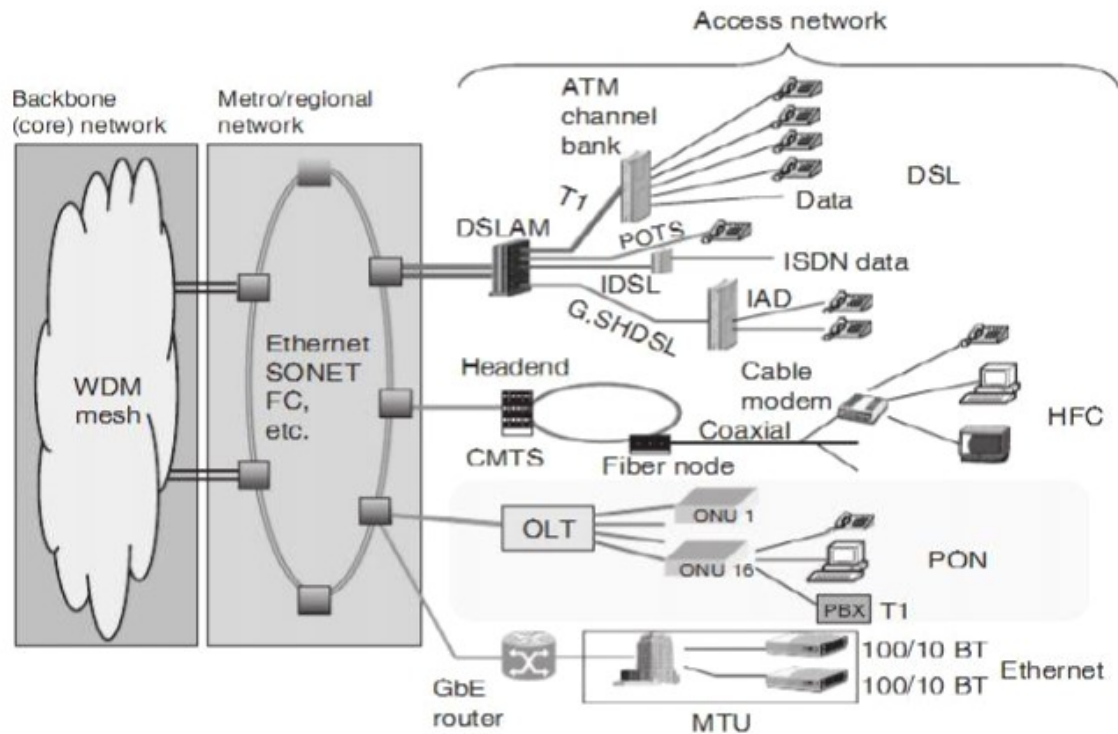 Access network
Backbone
(core) network
Metro/regional
network
ATM
channel
bank
DSL
T1
Data
DSLAM
POTS
IDSL
ISDN data
G.SHDSL
IAD
WDM
mesh
Ethernet
SONET
FC,
etc.
Headend
CMTS
Fiber node
Coaxial
Cable
modem
HFC
OLT
ONU 1
ONU 16
PON
PBX
T1
GbE
router
MTU
100/10 BT
100/10 BT
Ethernet